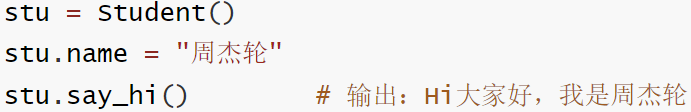 stu = Student()
stu.name = "周杰轮"
stu.say_hi()          # 输出：Hi大家好，我是周杰轮